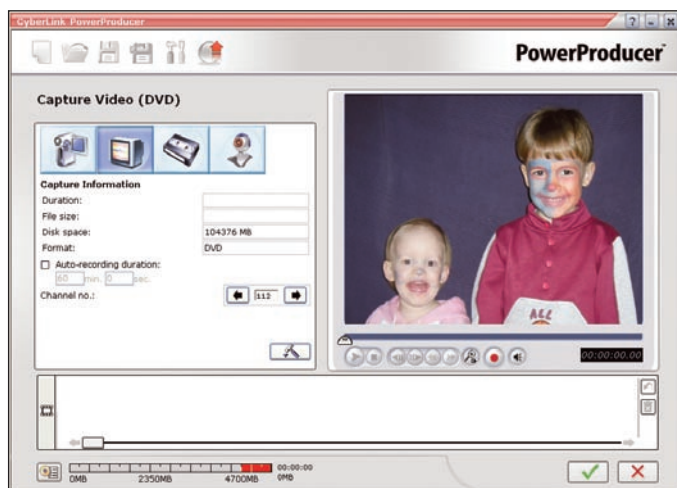 CyberLink PowerProducer
PowerProducer
Capture Video (DVD)
Capture Information
Duration:
File size:
Disk space: 104376 MB
Format: DVD
Auto-recording duration:
60 min. 0 sec.
Channel no.: 112
ALL
00:00:00.00
00:00:00
0MB 2350MB 4700MB 0MB